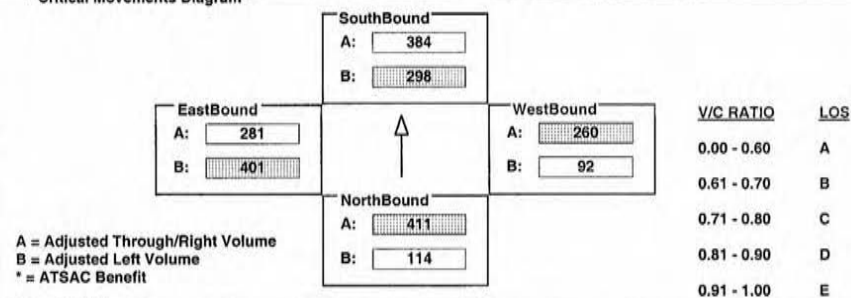 Critical Movements Diagram
SouthBound
A: 384
B: 298
EastBound
A: 281
B: 401
WestBound
A: 260
B: 92
NorthBound
A: 411
B: 114
A = Adjusted Through/Right Volume
B = Adjusted Left Volume
* = ATSAC Benefit
V/C RATIO LOS
0.00 - 0.60 A
0.61 - 0.70 B
0.71 - 0.80 C
0.81 - 0.90 D
0.91 - 1.00 E